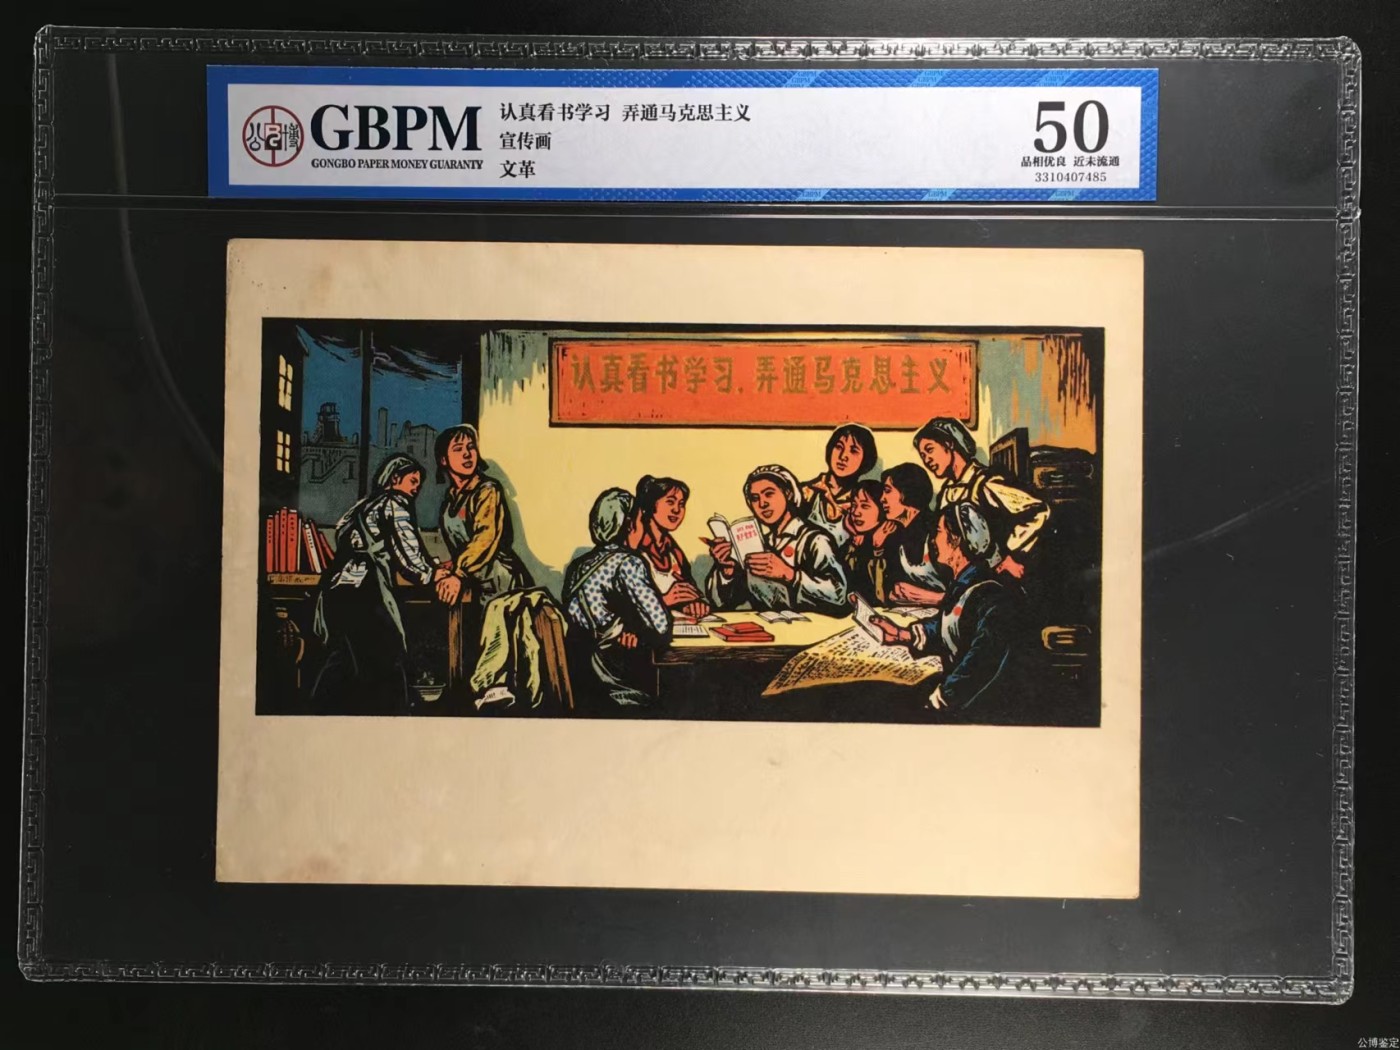 GBPM
GONGBO PAPER MONEY GUARANTY
认真看书学习 弄通马克思主义
宣传画
文革
50
品相优良 近未流通
3310407485
认真看书学习,弄通马克思主义
公博鉴定